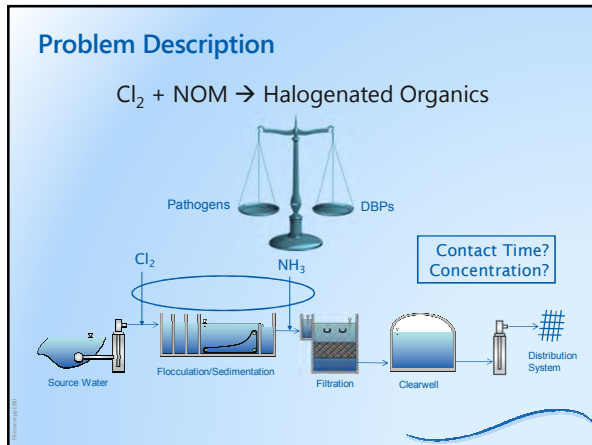 Problem Description
Cl₂ + NOM → Halogenated Organics
Pathogens
DBPs
Cl₂
NH₃
Contact Time?
Concentration?
Source Water
Flocculation/Sedimentation
Filtration
Clearwell
Distribution
System